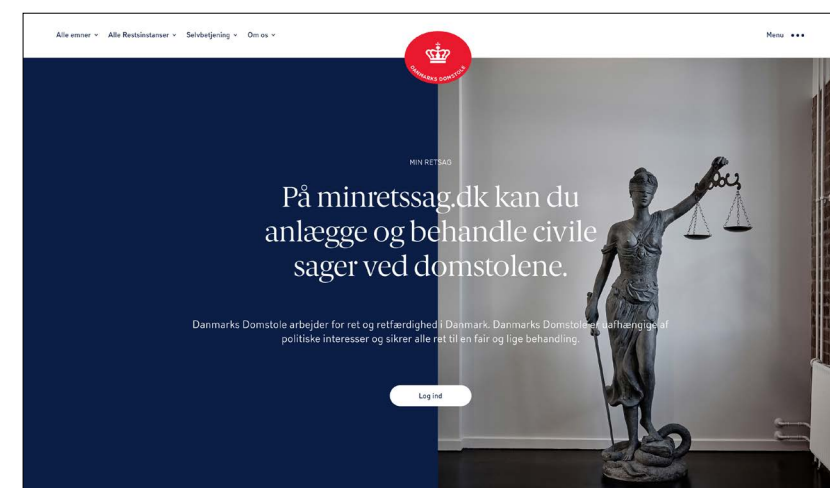 Alle emner
Alle Restsinstanser
Selvbetjening
Om os
DANMARKS DOMSTOLE
Menu
MIN RETSAG
På minretssag.dk kan du
anlægge og behandle civile
sager ved domstolene.
Danmarks Domstole arbejder for ret og retfærdighed i Danmark. Danmarks Domstole er uafhængige af
politiske interesser og sikrer alle ret til en fair og lige behandling.
Log ind